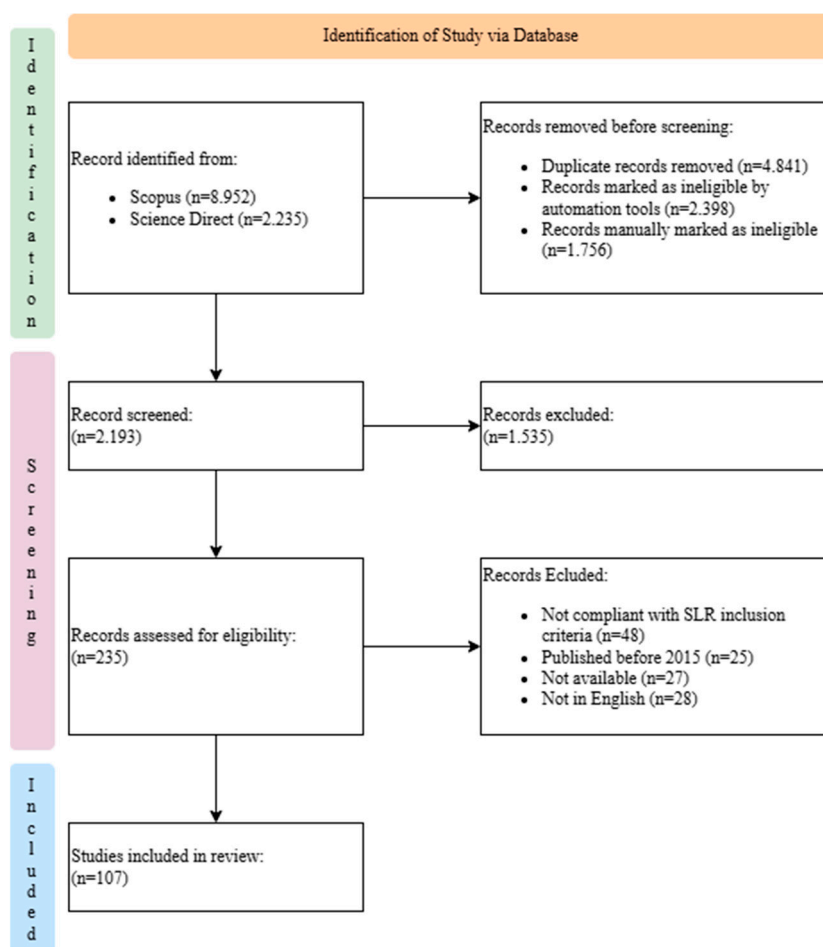 Identification of Study via Database
Identification
Record identified from:
• Scopus (n=8.952)
• Science Direct (n=2.235)
Records removed before screening:
• Duplicate records removed (n=4.841)
• Records marked as ineligible by
automation tools (n=2.398)
• Records manually marked as ineligible
(n=1.756)
Screening
Record screened:
(n=2.193)
Records excluded:
(n=1.535)
Records assessed for eligibility:
(n=235)
Records Ecluded:
• Not compliant with SLR inclusion
criteria (n=48)
• Published before 2015 (n=25)
• Not available (n=27)
• Not in English (n=28)
Included
Studies included in review:
(n=107)